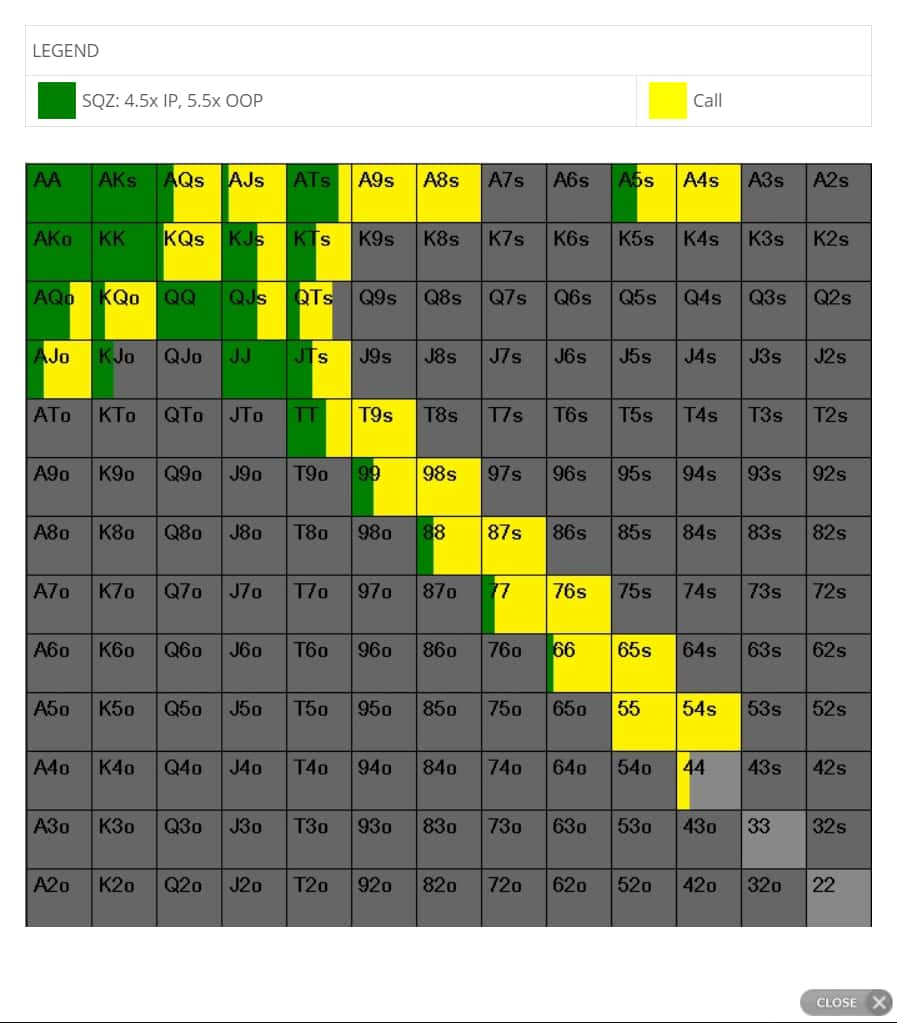 LEGEND
SQZ: 4.5x IP, 5.5x OOP Call
AA AKs AQs AJs ATs A9s A8s A7s A6s A5s A4s A3s A2s
AKo KK KQs KJs KTs K9s K8s K7s K6s K5s K4s K3s K2s
AQo KQo QQ QJs QTs Q9s Q8s Q7s Q6s Q5s Q4s Q3s Q2s
AJo KJo QJo JJ JTs J9s J8s J7s J6s J5s J4s J3s J2s
ATo KTo QTo JTo TT T9s T8s T7s T6s T5s T4s T3s T2s
A9o K9o Q9o J9o T9o 99 98s 97s 96s 95s 94s 93s 92s
A8o K8o Q8o J8o T8o 98o 88 87s 86s 85s 84s 83s 82s
A7o K7o Q7o J7o T7o 97o 87o 77 76s 75s 74s 73s 72s
A6o K6o Q6o J6o T6o 96o 86o 76o 66 65s 64s 63s 62s
A5o K5o Q5o J5o T5o 95o 85o 75o 65o 55 54s 53s 52s
A4o K4o Q4o J4o T4o 94o 84o 74o 64o 54o 44 43s 42s
A3o K3o Q3o J3o T3o 93o 83o 73o 63o 53o 43o 33 32s
A2o K2o Q2o J2o T2o 92o 82o 72o 62o 52o 42o 32o 22
CLOSE